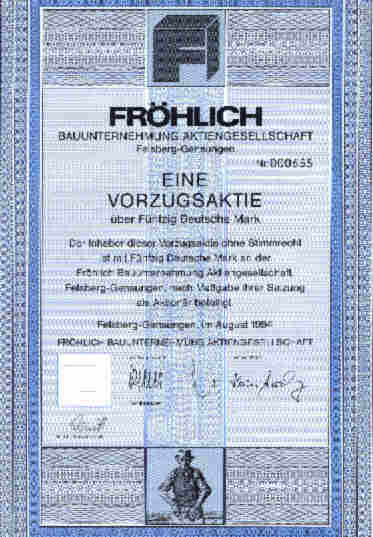 FRÖHLICH
BAUUNTERNEHMUNG AKTIENGESELLSCHAFT
Felsberg-Gensungen
Nr. 000655
EINE
VORZUGSAKTIE
über Fünfzig Deutsche Mark
Der Inhaber dieser Vorzugsaktie ohne Stimmrecht
ist mit Fünfzig Deutsche Mark an der
Fröhlich Bauunternehmung Aktiengesellschaft,
Felsberg-Gensungen, nach Maßgabe ihrer Satzung
als Aktionär beteiligt.
Felsberg-Gensungen, im August 1994
FRÖHLICH BAUUNTERNEHMUNG AKTIENGESELLSCHAFT